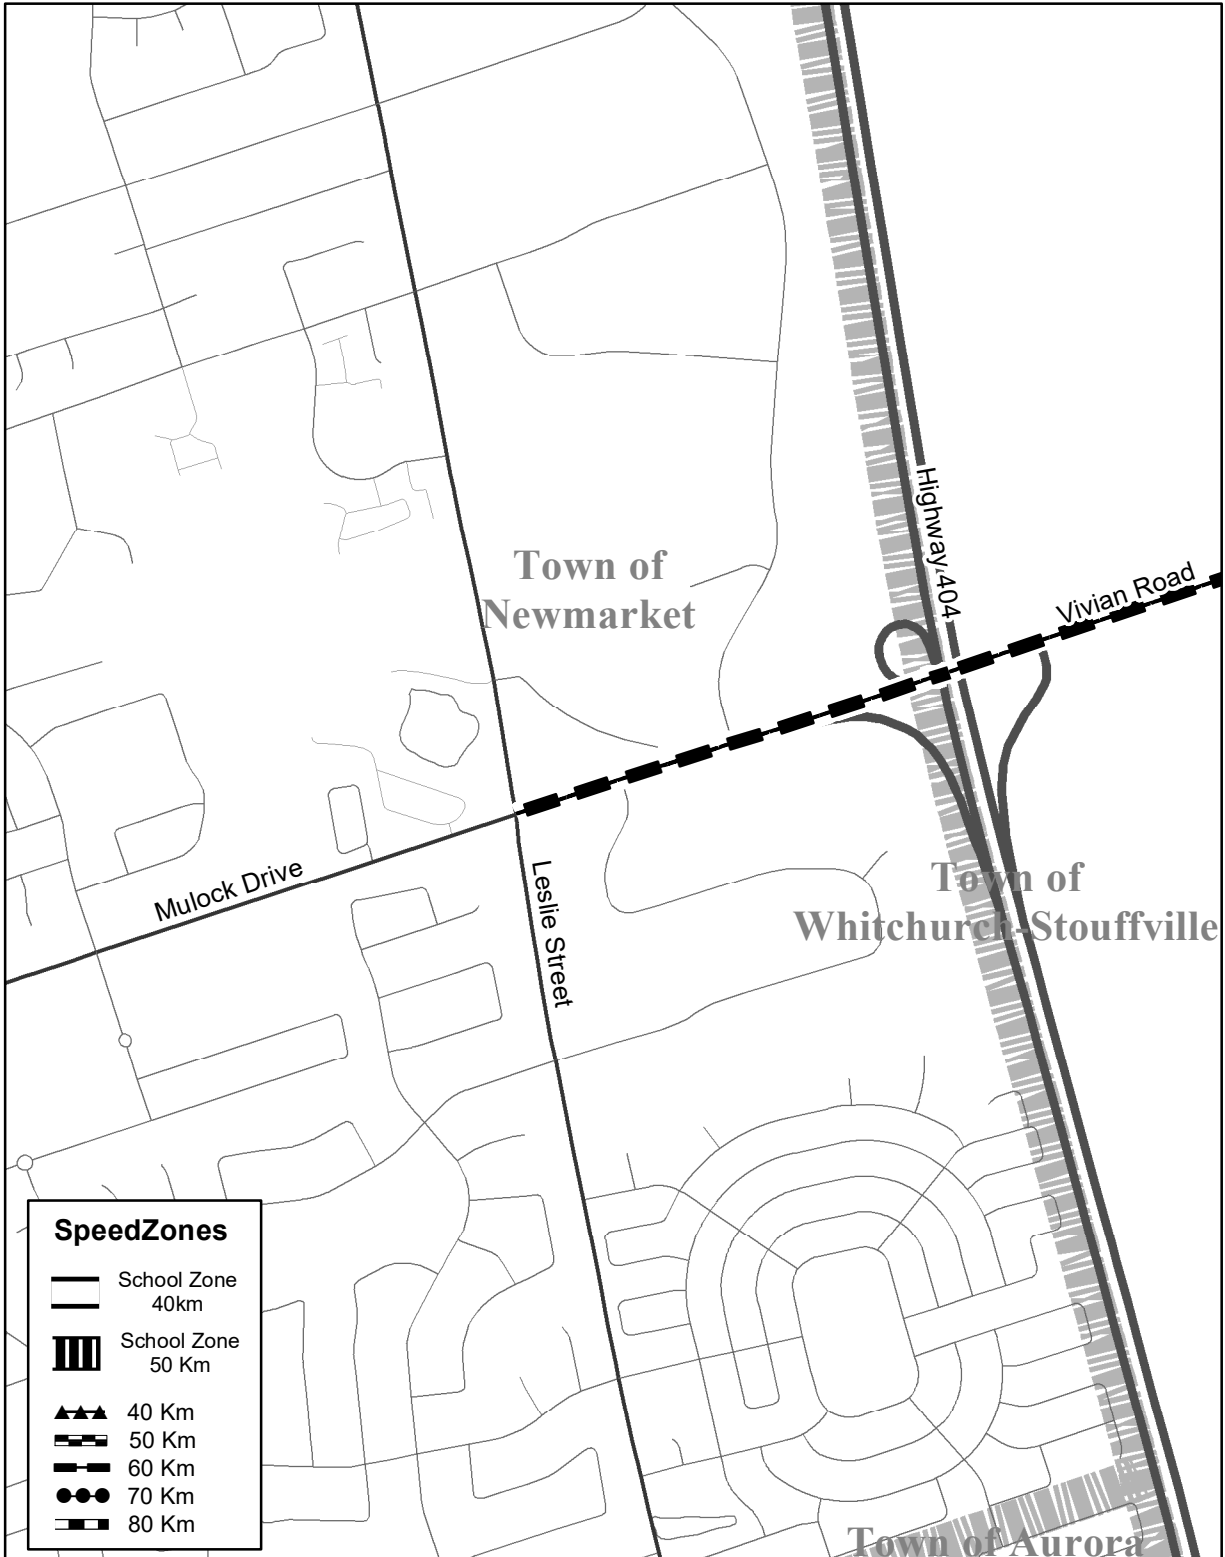 Highway 404
Town of
Newmarket
Vivian Road
Mulock Drive
Leslie Street
Town of
Whitchurch-Stouffville
SpeedZones
School Zone
40km
School Zone
50 Km
40 Km
50 Km
60 Km
70 Km
80 Km
Town of Aurora